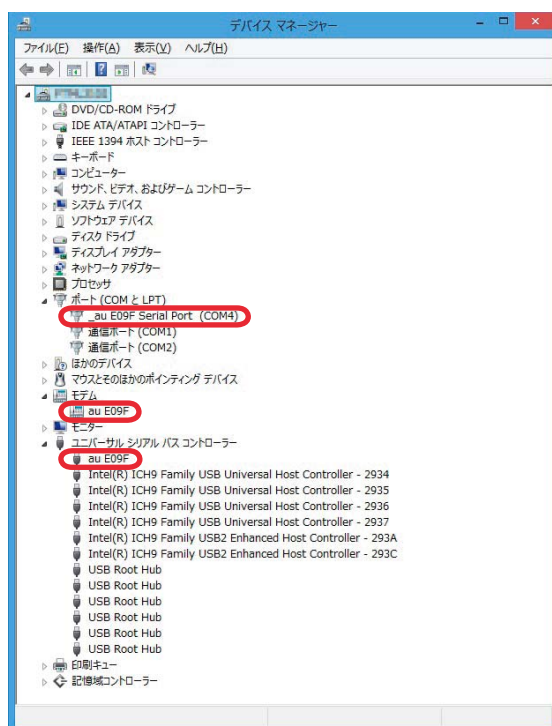 デバイス マネージャー
ファイル(F) 操作(A) 表示(V) ヘルプ(H)
DVD/CD-ROM ドライブ
IDE ATA/ATAPI コントローラー
IEEE 1394 ホスト コントローラー
キーボード
コンピューター
サウンド、ビデオ、およびゲーム コントローラー
システム デバイス
ソフトウェア デバイス
ディスク ドライブ
ディスプレイ アダプター
ネットワーク アダプター
プロセッサ
ポート (COM と LPT)
_au E09F Serial Port (COM4)
通信ポート (COM1)
通信ポート (COM2)
ほかのデバイス
マウスとそのほかのポインティング デバイス
モデム
au E09F
モニター
ユニバーサル シリアル バス コントローラー
au E09F
Intel(R) ICH9 Family USB Universal Host Controller - 2934
Intel(R) ICH9 Family USB Universal Host Controller - 2935
Intel(R) ICH9 Family USB Universal Host Controller - 2936
Intel(R) ICH9 Family USB Universal Host Controller - 2937
Intel(R) ICH9 Family USB2 Enhanced Host Controller - 293A
Intel(R) ICH9 Family USB2 Enhanced Host Controller - 293C
USB Root Hub
USB Root Hub
USB Root Hub
USB Root Hub
USB Root Hub
USB Root Hub
印刷キュー
記憶域コントローラー